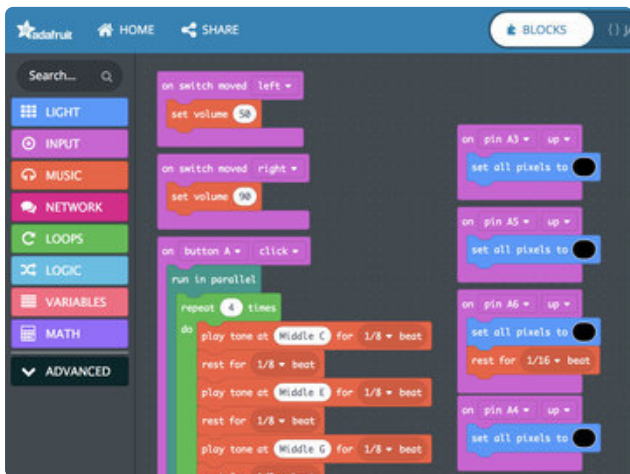 adafruit HOME SHARE BLOCKS {} J
Search...
LIGHT
INPUT
MUSIC
NETWORK
LOOPS
LOGIC
VARIABLES
MATH
ADVANCED
on switch moved left
set volume 50
on switch moved right
set volume 90
on button A click
run in parallel
repeat 4 times
do play tone at Middle C for 1/8 beat
rest for 1/8 beat
play tone at Middle E for 1/8 beat
rest for 1/8 beat
play tone at Middle G for 1/8 beat
on pin A3 up
set all pixels to
on pin A5 up
set all pixels to
on pin A6 up
set all pixels to
rest for 1/16 beat
on pin A4 up
set all pixels to